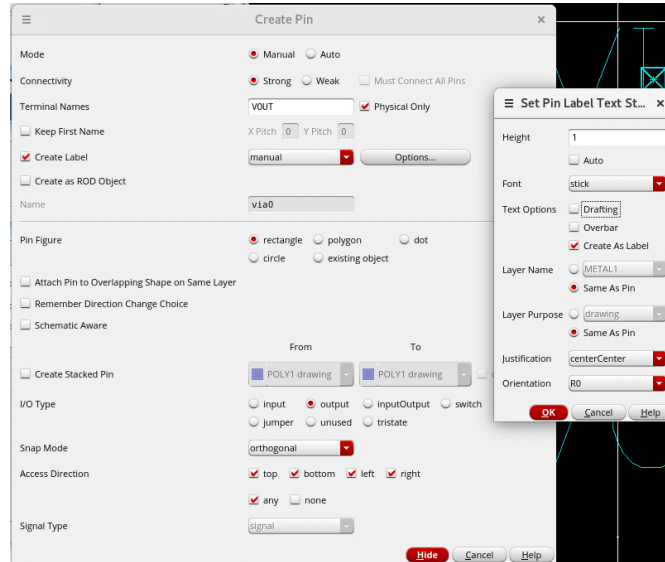 Create Pin
Mode Manual Auto
Connectivity Strong Weak Must Connect All Pins
Terminal Names VOUT Physical Only
Keep First Name X Pitch 0 Y Pitch 0
Create Label manual Options...
Create as ROD Object
Name via0
Pin Figure rectangle polygon dot
circle existing object
Attach Pin to Overlapping Shape on Same Layer
Remember Direction Change Choice
Schematic Aware
From To
Create Stacked Pin POLY1 drawing POLY1 drawing
I/O Type input output inputOutput switch
jumper unused tristate
Snap Mode orthogonal
Access Direction top bottom left right
any none
Signal Type signal
Hide Cancel Help
Set Pin Label Text St...
Height 1
Auto
Font stick
Text Options Drafting
Overbar
Create As Label
Layer Name METAL1
Same As Pin
Layer Purpose drawing
Same As Pin
Justification centerCenter
Orientation R0
OK Cancel Help